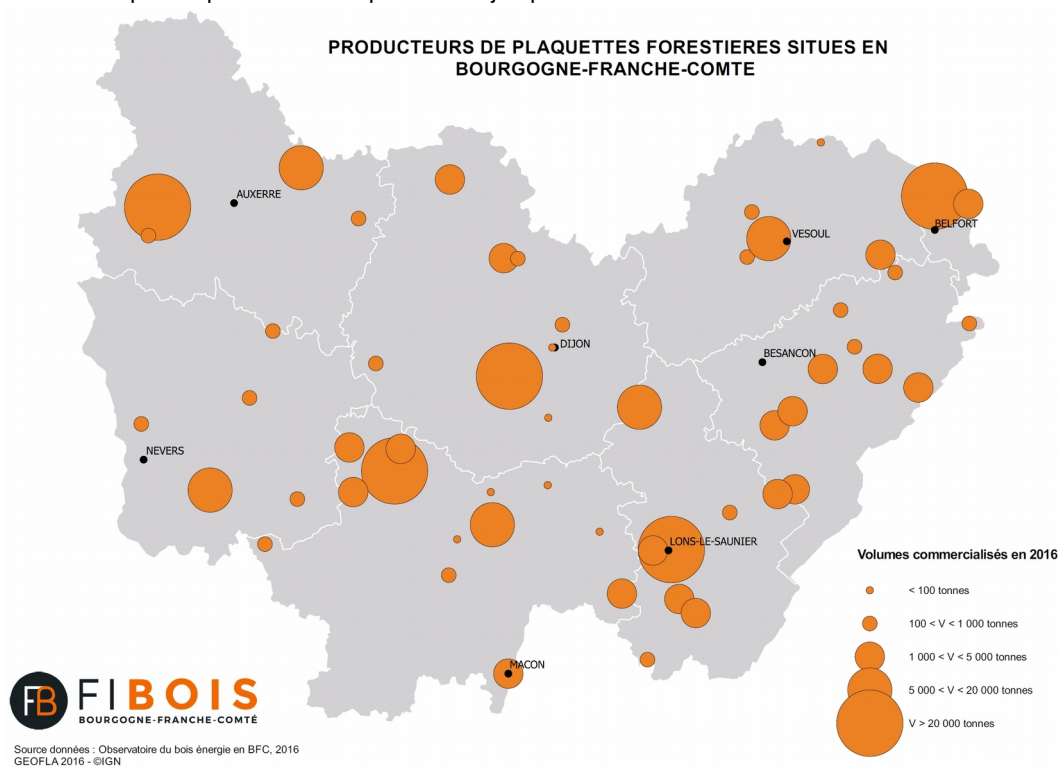 PRODUCTEURS DE PLAQUETTES FORESTIERES SITUES EN
BOURGOGNE-FRANCHE-COMTE
AUXERRE
VESOUL
BELFORT
DIJON
BESANCON
NEVERS
LONS-LE-SAUNIER
MACON
Volumes commercialisés en 2016
< 100 tonnes
100 < V < 1 000 tonnes
1 000 < V < 5 000 tonnes
5 000 < V < 20 000 tonnes
V > 20 000 tonnes
FB FIBOIS
BOURGOGNE-FRANCHE-COMTÉ
Source données : Observatoire du bois énergie en BFC, 2016
GEOFLA 2016 - ©IGN